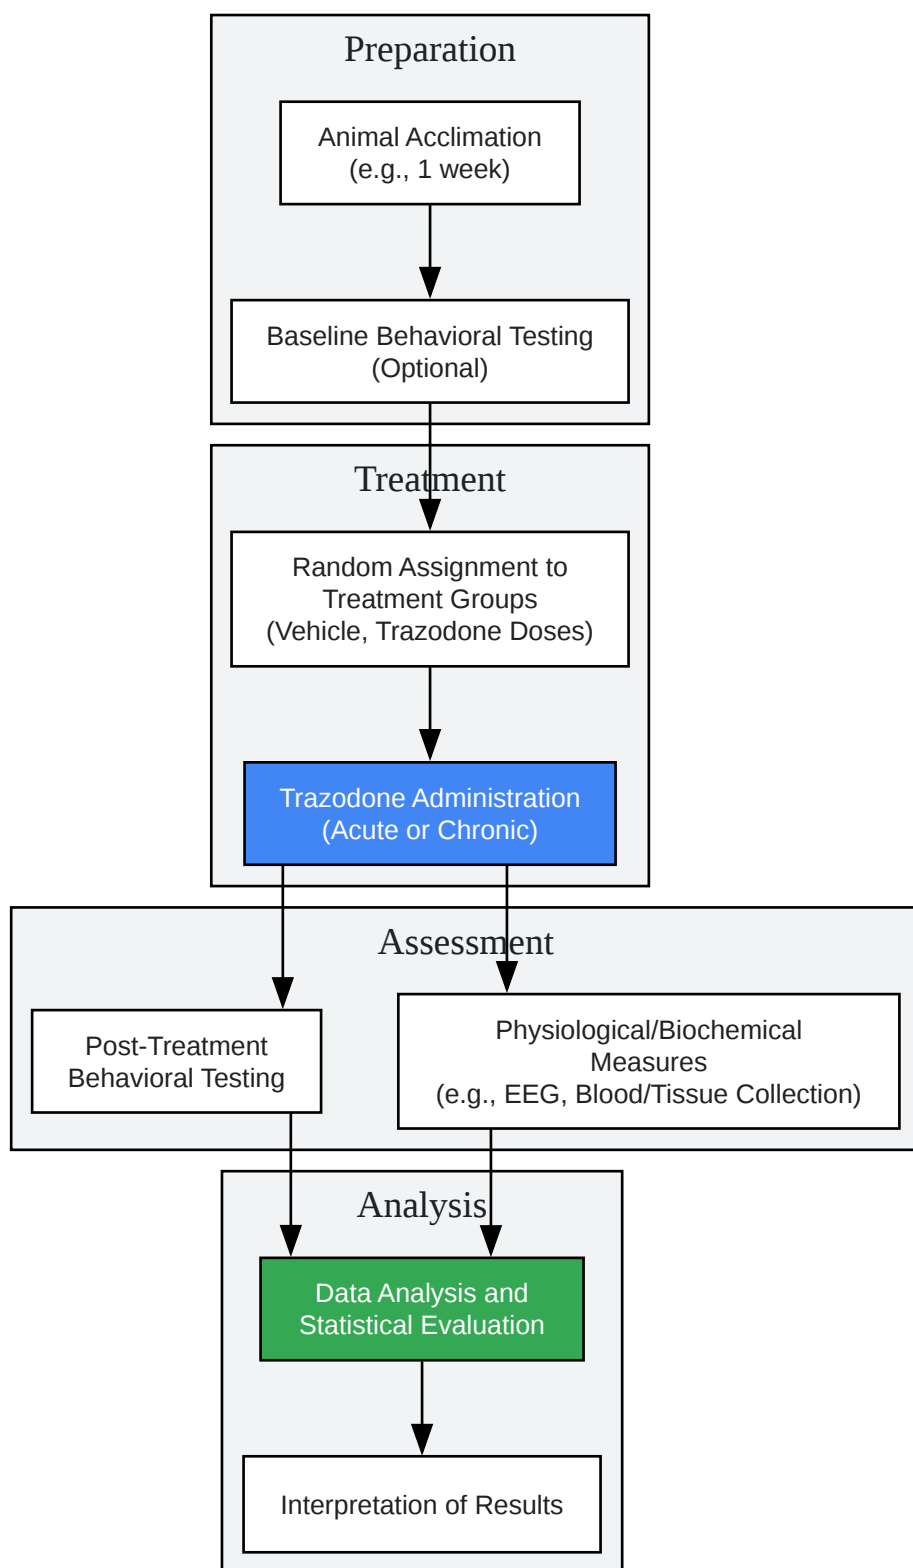 Preparation
Animal Acclimation
(e.g., 1 week)
Baseline Behavioral Testing
(Optional)
Treatment
Random Assignment to
Treatment Groups
(Vehicle, Trazodone Doses)
Trazodone Administration
(Acute or Chronic)
Assessment
Post-Treatment
Behavioral Testing
Physiological/Biochemical
Measures
(e.g., EEG, Blood/Tissue Collection)
Analysis
Data Analysis and
Statistical Evaluation
Interpretation of Results